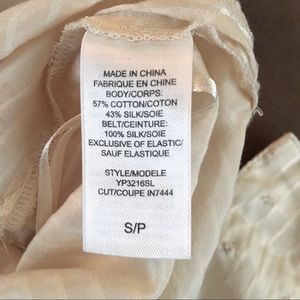 MADE IN CHINA
FABRIQUE EN CHINE
BODY/CORPS:
57% COTTON/COTON
43% SILK/SOIE
BELT/CEINTURE:
100% SILK/SOIE
EXCLUSIVE OF ELASTIC/
SAUF ELASTIQUE
STYLE/MODELE
YP3216SL
CUT/COUPE IN7444
S/P